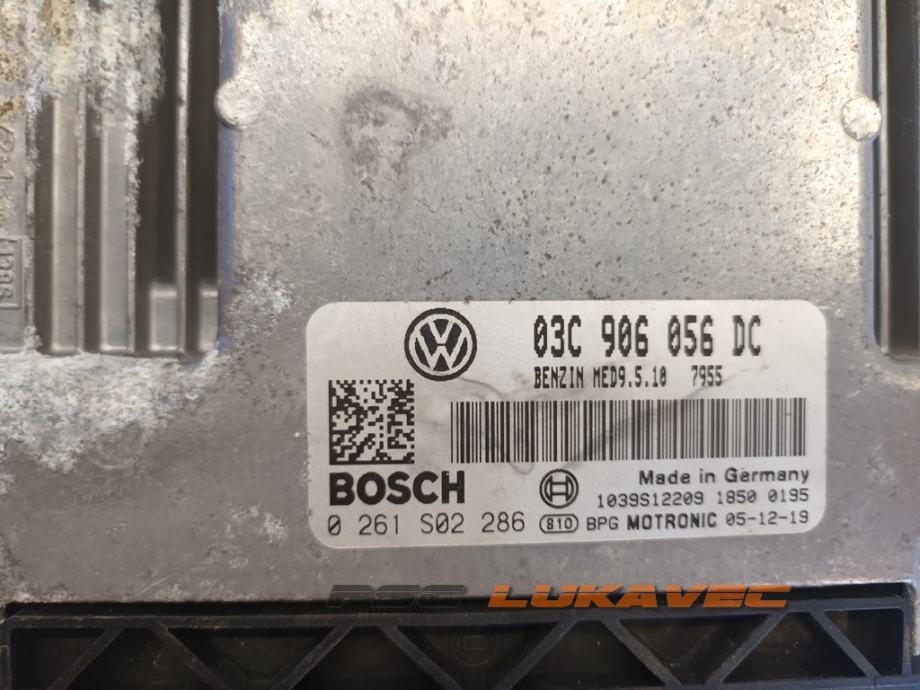 03C 906 056 DC
BENZIN MED9.5.10 7955
BOSCH
Made in Germany
1039S12209 1850 0195
0 261 S02 286 810 BPG MOTRONIC 05-12-19
PSC LUKAVEC